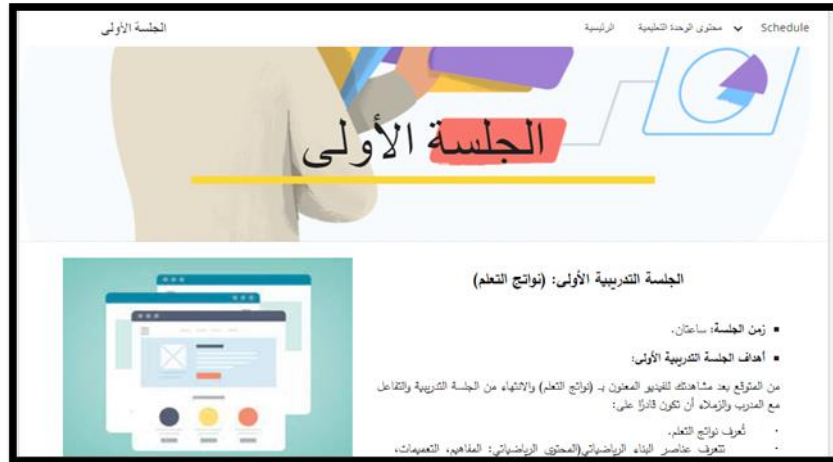 الجلسة الأولى
الرئيسية
محتوى الوحدة التعليمية
Schedule
الجلسة الأولى
الجلسة التدريبية الأولى: (نواتج التعلم)
▪ زمن الجلسة: ساعتان.
▪ أهداف الجلسة التدريبية الأولى:
من المتوقع بعد مشاهدتك للفيديو المعنون بـ (نواتج التعلم) والانتهاء من الجلسة التدريبية والتفاعل
مع المدرب والزملاء أن تكون قادرًا على:
· تُعرف نواتج التعلم.
· تتعرف عناصر البناء الرياضياتي(المحتوى الرياضياتي: المفاهيم، التعميمات،